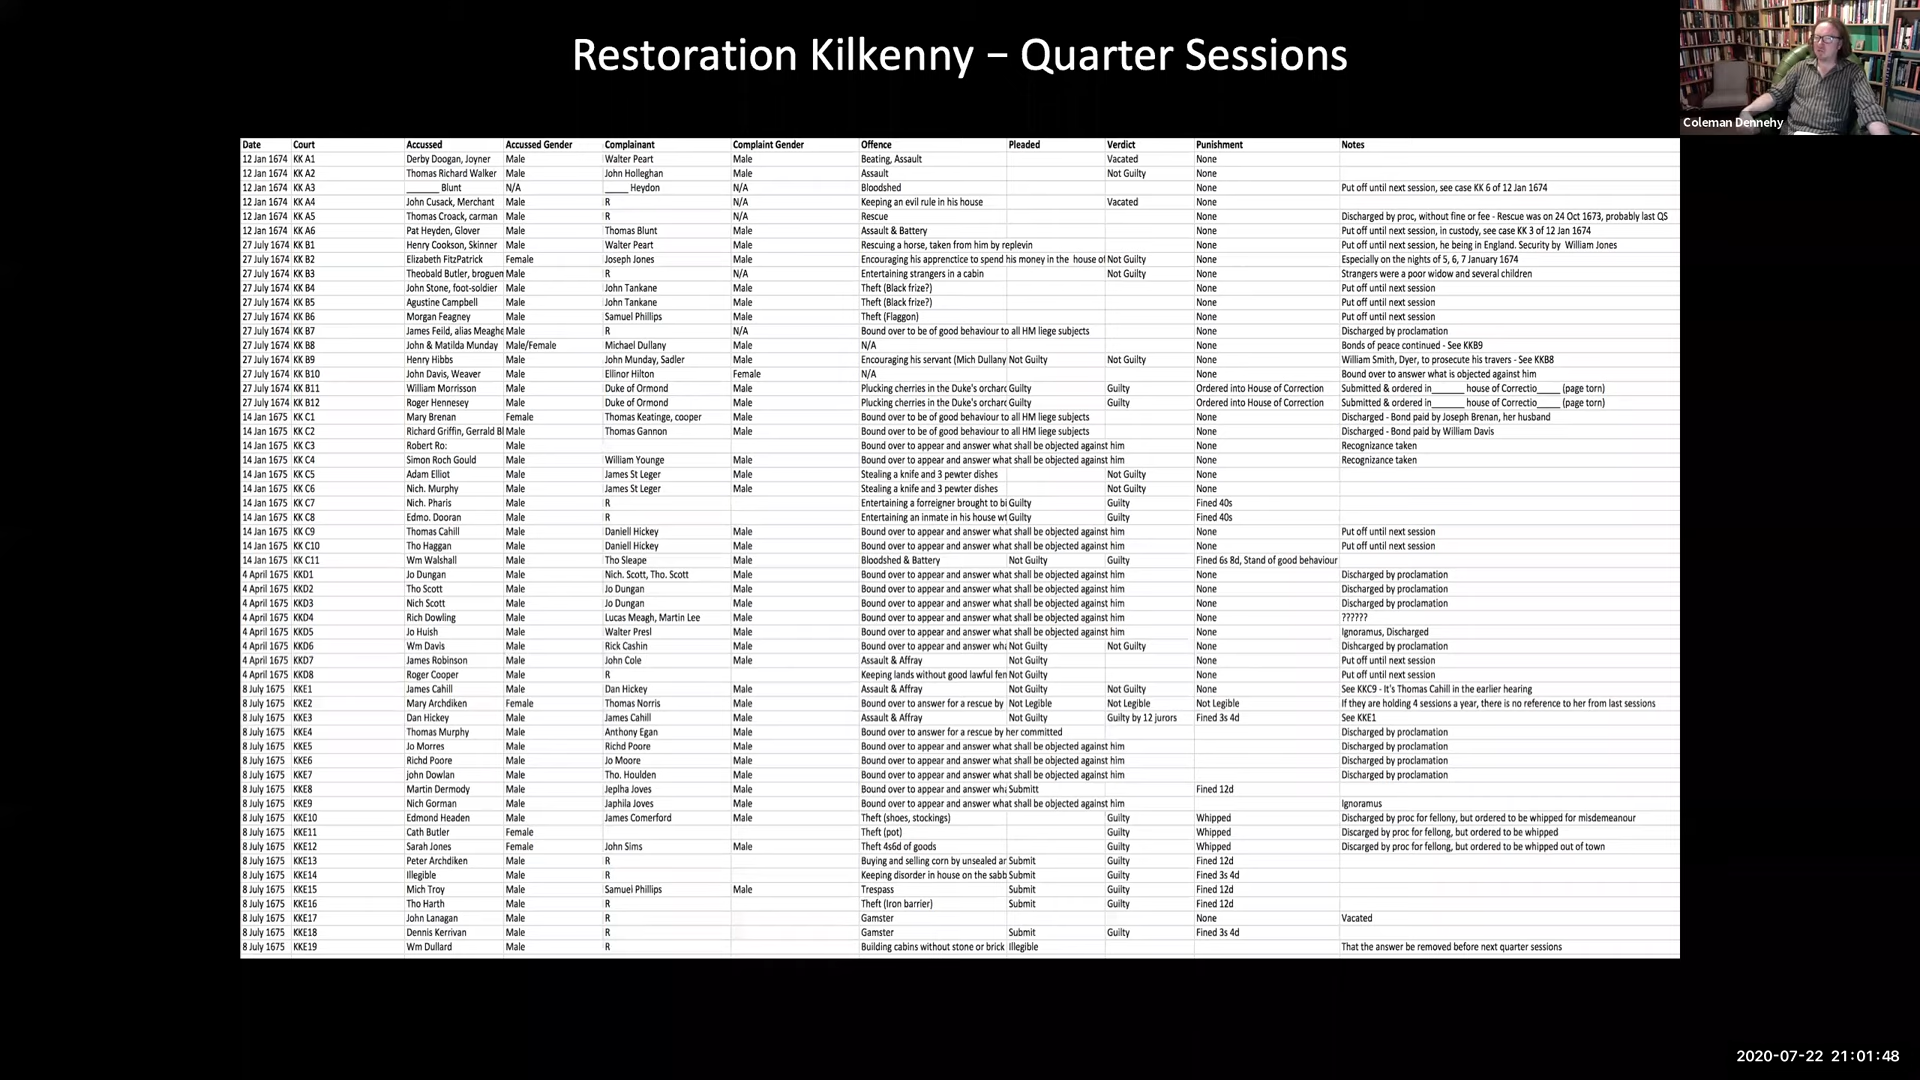 Restoration Kilkenny – Quarter Sessions
Coleman Dennehy
Date Court Accussed Accussed Gender Complainant Complaint Gender Offence Pleaded Verdict Punishment Notes
12 Jan 1674 KK A1 Derby Doogan, Joyner Male Walter Peart Male Beating, Assault Vacated None
12 Jan 1674 KK A2 Thomas Richard Walker Male John Holleghan Male Assault Not Guilty None
12 Jan 1674 KK A3 _______ Blunt N/A _____ Heydon N/A Bloodshed None Put off until next session, see case KK 6 of 12 Jan 1674
12 Jan 1674 KK A4 John Cusack, Merchant Male R N/A Keeping an evil rule in his house Vacated None
12 Jan 1674 KK A5 Thomas Croack, carman Male R N/A Rescue None Discharged by proc, without fine or fee - Rescue was on 24 Oct 1673, probably last QS
12 Jan 1674 KK A6 Pat Heyden, Glover Male Thomas Blunt Male Assault & Battery None Put off until next session, in custody, see case KK 3 of 12 Jan 1674
27 July 1674 KK B1 Henry Cookson, Skinner Male Walter Peart Male Rescuing a horse, taken from him by replevin None Put off until next session, he being in England. Security by William Jones
27 July 1674 KK B2 Elizabeth FitzPatrick Female Joseph Jones Male Encouraging his apprenctice to spend his money in the house of Not Guilty None Especially on the nights of 5, 6, 7 January 1674
27 July 1674 KK B3 Theobald Butler, broguen Male R N/A Entertaining strangers in a cabin Not Guilty None Strangers were a poor widow and several children
27 July 1674 KK B4 John Stone, foot-soldier Male John Tankane Male Theft (Black frize?) None Put off until next session
27 July 1674 KK B5 Agustine Campbell Male John Tankane Male Theft (Black frize?) None Put off until next session
27 July 1674 KK B6 Morgan Feagney Male Samuel Phillips Male Theft (Flaggon) None Put off until next session
27 July 1674 KK B7 James Feild, alias Meaghe Male R N/A Bound over to be of good behaviour to all HM liege subjects None Discharged by proclamation
27 July 1674 KK B8 John & Matilda Munday Male/Female Michael Dullany Male N/A None Bonds of peace continued - See KKB9
27 July 1674 KK B9 Henry Hibbs Male John Munday, Sadler Male Encouraging his servant (Mich Dullany Not Guilty Not Guilty None William Smith, Dyer, to prosecute his travers - See KKB8
27 July 1674 KK B10 John Davis, Weaver Male Ellinor Hilton Female N/A None Bound over to answer what is objected against him
27 July 1674 KK B11 William Morrisson Male Duke of Ormond Male Plucking cherries in the Duke's orchard Guilty Guilty Ordered into House of Correction Submitted & ordered in_______ house of Correctio_____ (page torn)
27 July 1674 KK B12 Roger Hennesey Male Duke of Ormond Male Plucking cherries in the Duke's orchard Guilty Guilty Ordered into House of Correction Submitted & ordered in_______ house of Correctio_____ (page torn)
14 Jan 1675 KK C1 Mary Brenan Female Thomas Keatinge, cooper Male Bound over to be of good behaviour to all HM liege subjects None Discharged - Bond paid by Joseph Brenan, her husband
14 Jan 1675 KK C2 Richard Griffin, Gerrald Bl Male Thomas Gannon Male Bound over to be of good behaviour to all HM liege subjects None Discharged - Bond paid by William Davis
14 Jan 1675 KK C3 Robert Ro: Male Bound over to appear and answer what shall be objected against him None Recognizance taken
14 Jan 1675 KK C4 Simon Roch Gould Male William Younge Male Bound over to appear and answer what shall be objected against him None Recognizance taken
14 Jan 1675 KK C5 Adam Elliot Male James St Leger Male Stealing a knife and 3 pewter dishes Not Guilty None
14 Jan 1675 KK C6 Nich. Murphy Male James St Leger Male Stealing a knife and 3 pewter dishes Not Guilty None
14 Jan 1675 KK C7 Nich. Pharis Male R Entertaining a forreigner brought to bi Guilty Guilty Fined 40s
14 Jan 1675 KK C8 Edmo. Dooran Male R Entertaining an inmate in his house wi Guilty Guilty Fined 40s
14 Jan 1675 KK C9 Thomas Cahill Male Daniell Hickey Male Bound over to appear and answer what shall be objected against him None Put off until next session
14 Jan 1675 KK C10 Tho Haggan Male Daniell Hickey Male Bound over to appear and answer what shall be objected against him None Put off until next session
14 Jan 1675 KK C11 Wm Walshall Male Tho Sleape Male Bloodshed & Battery Not Guilty Guilty Fined 6s 8d, Stand of good behaviour
4 April 1675 KKD1 Jo Dungan Male Nich. Scott, Tho. Scott Male Bound over to appear and answer what shall be objected against him None Discharged by proclamation
4 April 1675 KKD2 Tho Scott Male Jo Dungan Male Bound over to appear and answer what shall be objected against him None Discharged by proclamation
4 April 1675 KKD3 Nich Scott Male Jo Dungan Male Bound over to appear and answer what shall be objected against him None Discharged by proclamation
4 April 1675 KKD4 Rich Dowling Male Lucas Meagh, Martin Lee Male Bound over to appear and answer what shall be objected against him None ??????
4 April 1675 KKD5 Jo Huish Male Walter Presl Male Bound over to appear and answer what shall be objected against him None Ignoramus, Discharged
4 April 1675 KKD6 Wm Davis Male Rick Cashin Male Bound over to appear and answer wha Not Guilty Not Guilty None Dishcarged by proclamation
4 April 1675 KKD7 James Robinson Male John Cole Male Assault & Affray Not Guilty None Put off until next session
4 April 1675 KKD8 Roger Cooper Male R Keeping lands without good lawful fen Not Guilty None Put off until next session
8 July 1675 KKE1 James Cahill Male Dan Hickey Male Assault & Affray Not Guilty Not Guilty None See KKC9 - It's Thomas Cahill in the earlier hearing
8 July 1675 KKE2 Mary Archdiken Female Thomas Norris Male Bound over to answer for a rescue by Not Legible Not Legible Not Legible If they are holding 4 sessions a year, there is no reference to her from last sessions
8 July 1675 KKE3 Dan Hickey Male James Cahill Male Assault & Affray Not Guilty Guilty by 12 jurors Fined 3s 4d See KKE1
8 July 1675 KKE4 Thomas Murphy Male Anthony Egan Male Bound over to answer for a rescue by her committed Discharged by proclamation
8 July 1675 KKE5 Jo Morres Male Richd Poore Male Bound over to appear and answer what shall be objected against him Discharged by proclamation
8 July 1675 KKE6 Richd Poore Male Jo Moore Male Bound over to appear and answer what shall be objected against him Discharged by proclamation
8 July 1675 KKE7 john Dowlan Male Tho. Houlden Male Bound over to appear and answer what shall be objected against him Discharged by proclamation
8 July 1675 KKE8 Martin Dermody Male Jeplha Joves Male Bound over to appear and answer wha Submitt Fined 12d
8 July 1675 KKE9 Nich Gorman Male Japhila Joves Male Bound over to appear and answer what shall be objected against him Ignoramus
8 July 1675 KKE10 Edmond Headen Male James Comerford Male Theft (shoes, stockings) Guilty Whipped Discharged by proc for fellony, but ordered to be whipped for misdemeanour
8 July 1675 KKE11 Cath Butler Female Theft (pot) Guilty Whipped Discarged by proc for fellong, but ordered to be whipped
8 July 1675 KKE12 Sarah Jones Female John Sims Male Theft 4s6d of goods Guilty Whipped Discarged by proc for fellong, but ordered to be whipped out of town
8 July 1675 KKE13 Peter Archdiken Male R Buying and selling corn by unsealed ar Submit Guilty Fined 12d
8 July 1675 KKE14 Illegible Male R Keeping disorder in house on the sabb Submit Guilty Fined 3s 4d
8 July 1675 KKE15 Mich Troy Male Samuel Phillips Male Trespass Submit Guilty Fined 12d
8 July 1675 KKE16 Tho Harth Male R Theft (Iron barrier) Submit Guilty Fined 12d
8 July 1675 KKE17 John Lanagan Male R Gamster None Vacated
8 July 1675 KKE18 Dennis Kerrivan Male R Gamster Submit Guilty Fined 3s 4d
8 July 1675 KKE19 Wm Dullard Male R Building cabins without stone or brick Illegible That the answer be removed before next quarter sessions
2020-07-22 21:01:48